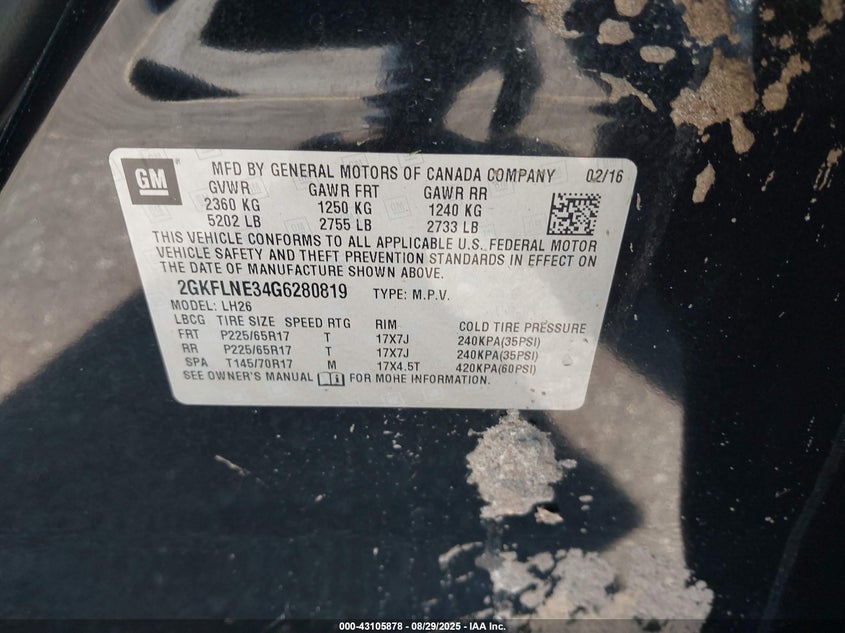 GM
MFD BY GENERAL MOTORS OF CANADA COMPANY 02/16
GVWR GAWR FRT GAWR RR
2360 KG 1250 KG 1240 KG
5202 LB 2755 LB 2733 LB
THIS VEHICLE CONFORMS TO ALL APPLICABLE U.S. FEDERAL MOTOR
VEHICLE SAFETY AND THEFT PREVENTION STANDARDS IN EFFECT ON
THE DATE OF MANUFACTURE SHOWN ABOVE.
2GKFLNE34G6280819 TYPE: M.P.V.
MODEL: LH26
LBCG TIRE SIZE SPEED RTG RIM COLD TIRE PRESSURE
FRT P225/65R17 T 17X7J 240KPA(35PSI)
RR P225/65R17 T 17X7J 240KPA(35PSI)
SPA T145/70R17 M 17X4.5T 420KPA(60PSI)
SEE OWNER'S MANUAL FOR MORE INFORMATION.
000-43105878 - 08/29/2025 - IAA Inc.